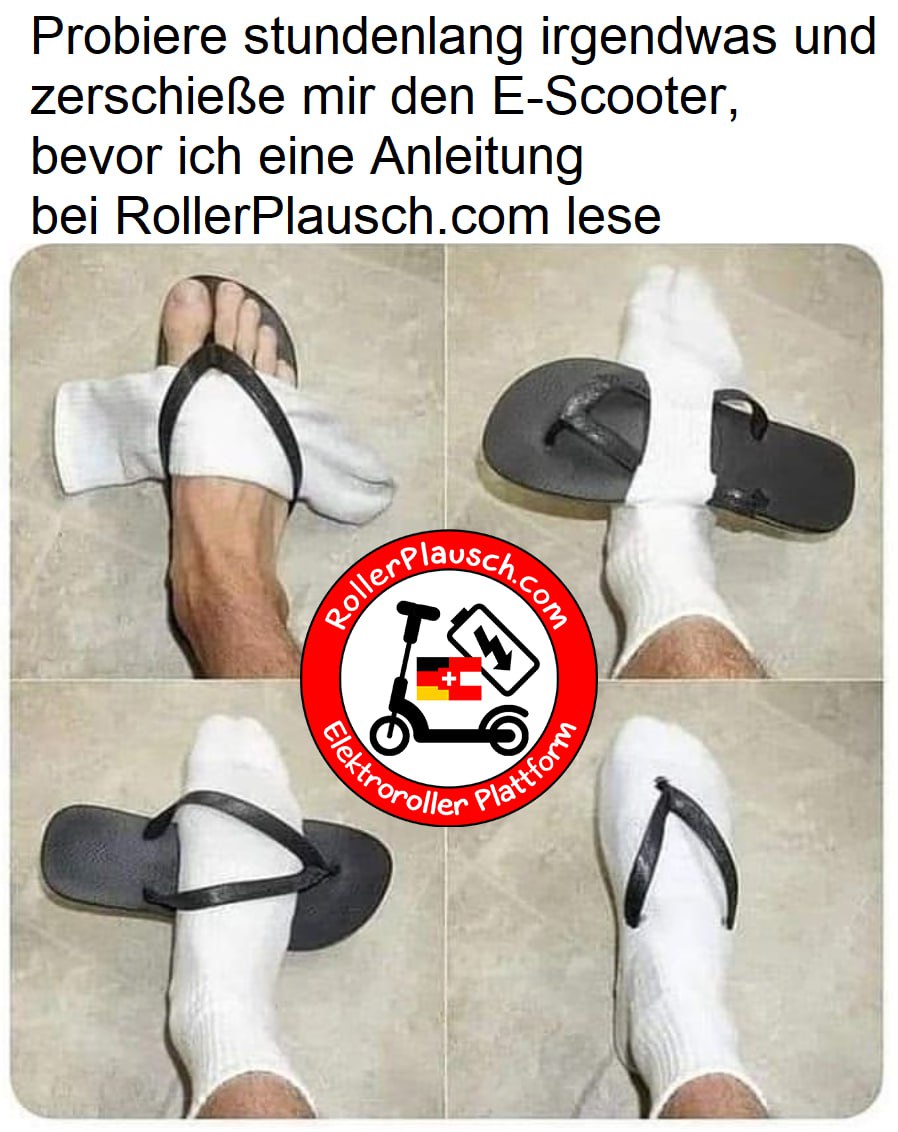 Probiere stundenlang irgendwas und
zerschieße mir den E-Scooter,
bevor ich eine Anleitung
bei RollerPlausch.com lese
RollerPlausch.com
Elektroroller Plattform